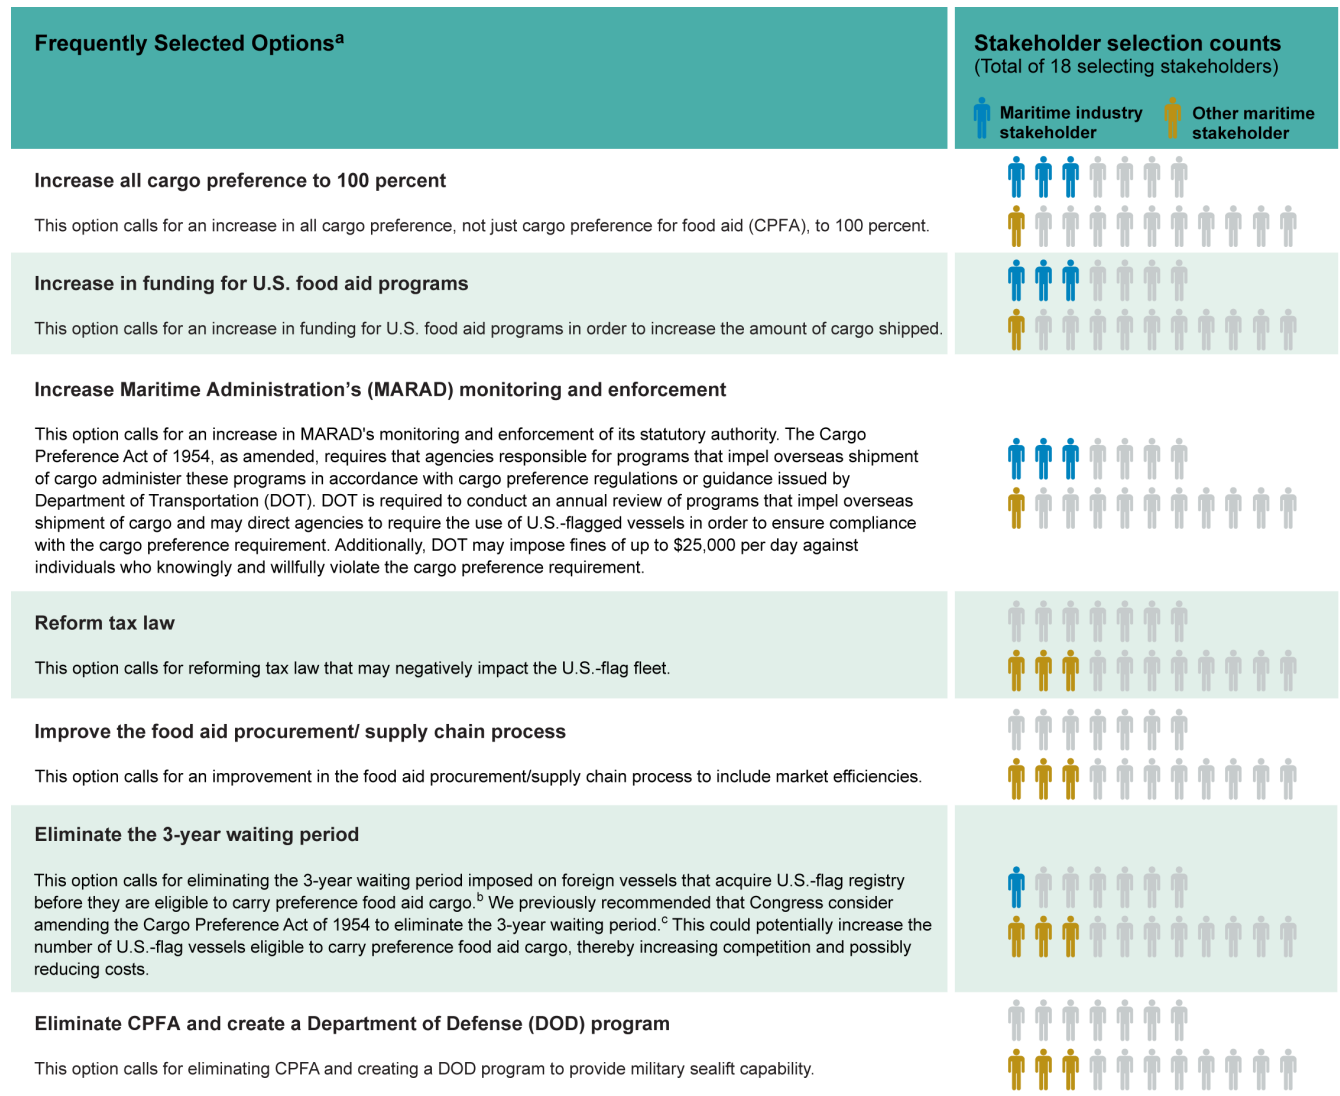 Frequently Selected Optionsa
Stakeholder selection counts
(Total of 18 selecting stakeholders)
Maritime industry
stakeholder
Other maritime
stakeholder
Increase all cargo preference to 100 percent
This option calls for an increase in all cargo preference, not just cargo preference for food aid (CPFA), to 100 percent.
Increase in funding for U.S. food aid programs
This option calls for an increase in funding for U.S. food aid programs in order to increase the amount of cargo shipped.
Increase Maritime Administration’s (MARAD) monitoring and enforcement
This option calls for an increase in MARAD's monitoring and enforcement of its statutory authority. The Cargo
Preference Act of 1954, as amended, requires that agencies responsible for programs that impel overseas shipment
of cargo administer these programs in accordance with cargo preference regulations or guidance issued by
Department of Transportation (DOT). DOT is required to conduct an annual review of programs that impel overseas
shipment of cargo and may direct agencies to require the use of U.S.-flagged vessels in order to ensure compliance
with the cargo preference requirement. Additionally, DOT may impose fines of up to $25,000 per day against
individuals who knowingly and willfully violate the cargo preference requirement.
Reform tax law
This option calls for reforming tax law that may negatively impact the U.S.-flag fleet.
Improve the food aid procurement/ supply chain process
This option calls for an improvement in the food aid procurement/supply chain process to include market efficiencies.
Eliminate the 3-year waiting period
This option calls for eliminating the 3-year waiting period imposed on foreign vessels that acquire U.S.-flag registry
before they are eligible to carry preference food aid cargo.b We previously recommended that Congress consider
amending the Cargo Preference Act of 1954 to eliminate the 3-year waiting period.c This could potentially increase the
number of U.S.-flag vessels eligible to carry preference food aid cargo, thereby increasing competition and possibly
reducing costs.
Eliminate CPFA and create a Department of Defense (DOD) program
This option calls for eliminating CPFA and creating a DOD program to provide military sealift capability.